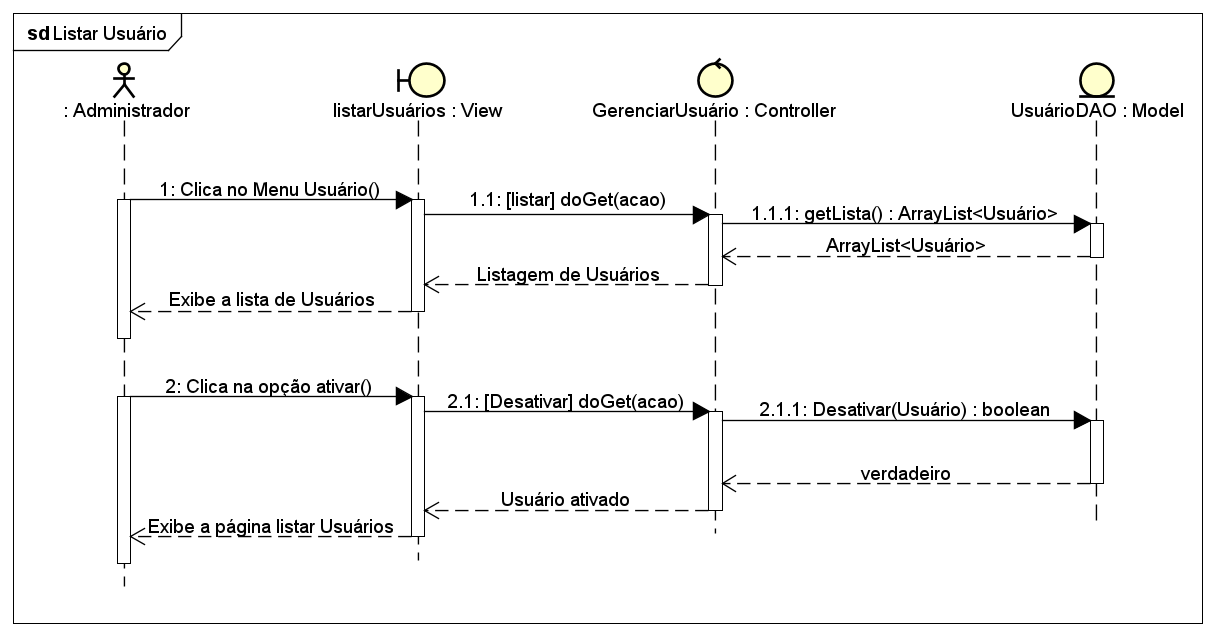 sd Listar Usuário
: Administrador
listarUsuários : View
GerenciarUsuário : Controller
UsuárioDAO : Model
1: Clica no Menu Usuário()
1.1: [listar] doGet(acao)
1.1.1: getLista() : ArrayList<Usuário>
ArrayList<Usuário>
Listagem de Usuários
Exibe a lista de Usuários
2: Clica na opção ativar()
2.1: [Desativar] doGet(acao)
2.1.1: Desativar(Usuário) : boolean
verdadeiro
Usuário ativado
Exibe a página listar Usuários